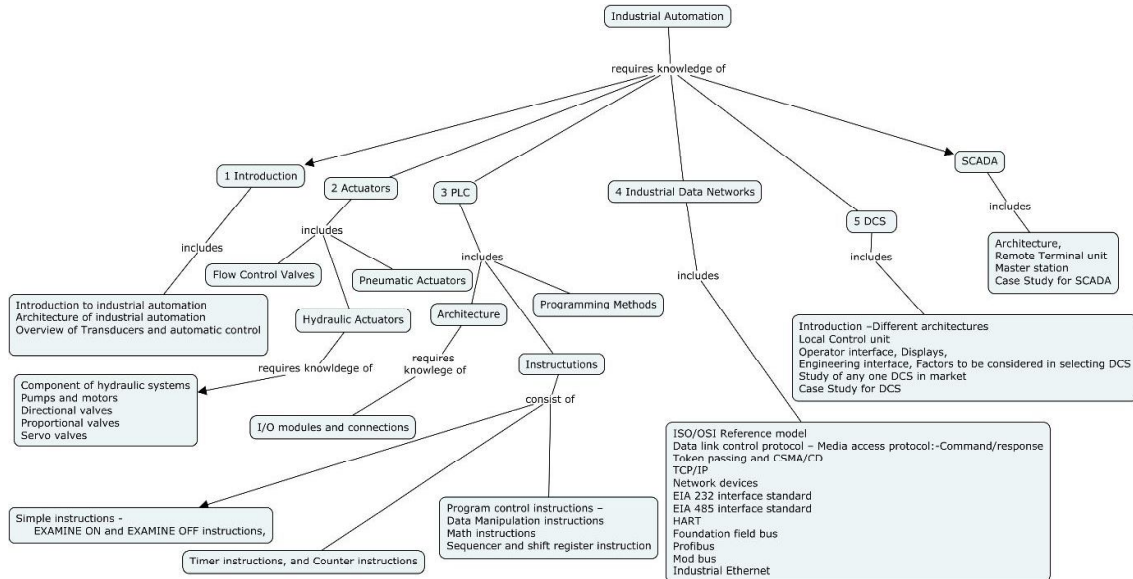 Industrial Automation
requires knowledge of
1 Introduction
2 Actuators
3 PLC
4 Industrial Data Networks
5 DCS
SCADA
includes
includes
includes
includes
includes
includes
Introduction to industrial automation
Architecture of industrial automation
Overview of Transducers and automatic control
Flow Control Valves
Pneumatic Actuators
Hydraulic Actuators
requires knowldege of
Component of hydraulic systems
Pumps and motors
Directional valves
Proportional valves
Servo valves
Architecture
Programming Methods
Instructutions
requires
knowlege of
I/O modules and connections
consist of
Simple instructions -
EXAMINE ON and EXAMINE OFF instructions,
Timer instructions, and Counter instructions
Program control instructions –
Data Manipulation instructions
Math instructions
Sequencer and shift register instruction
ISO/OSI Reference model
Data link control protocol – Media access protocol:-Command/response
Token passing and CSMA/CD
TCP/IP
Network devices
EIA 232 interface standard
EIA 485 interface standard
HART
Foundation field bus
Profibus
Mod bus
Industrial Ethernet
Introduction –Different architectures
Local Control unit
Operator interface, Displays,
Engineering interface, Factors to be considered in selecting DCS
Study of any one DCS in market
Case Study for DCS
Architecture,
Remote Terminal unit
Master station
Case Study for SCADA